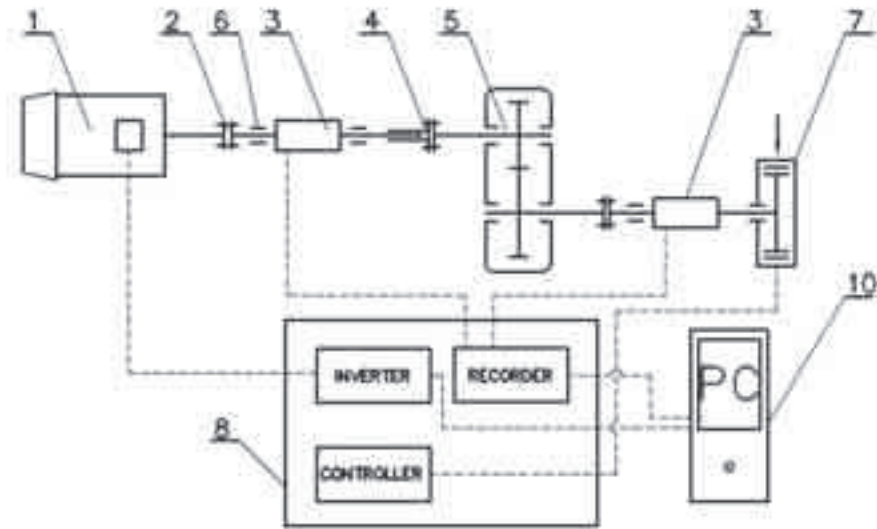 1 2 6 3 4 5 3 7
10
INVERTER RECORDER
PC
8
CONTROLLER